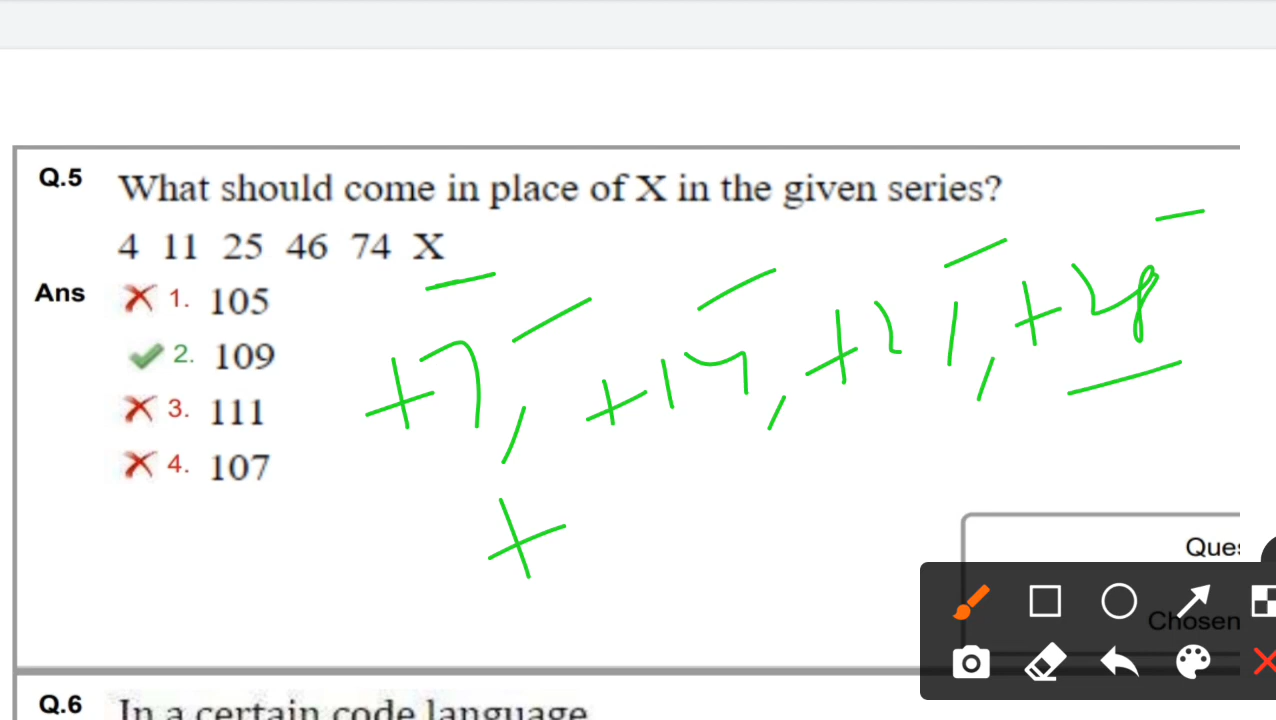 Q.5 What should come in place of X in the given series?
4 11 25 46 74 X
Ans 1. 105
2. 109
3. 111
4. 107
+7, +14, +21, +28
+
Ques
Chosen
Q.6 In a certain code language